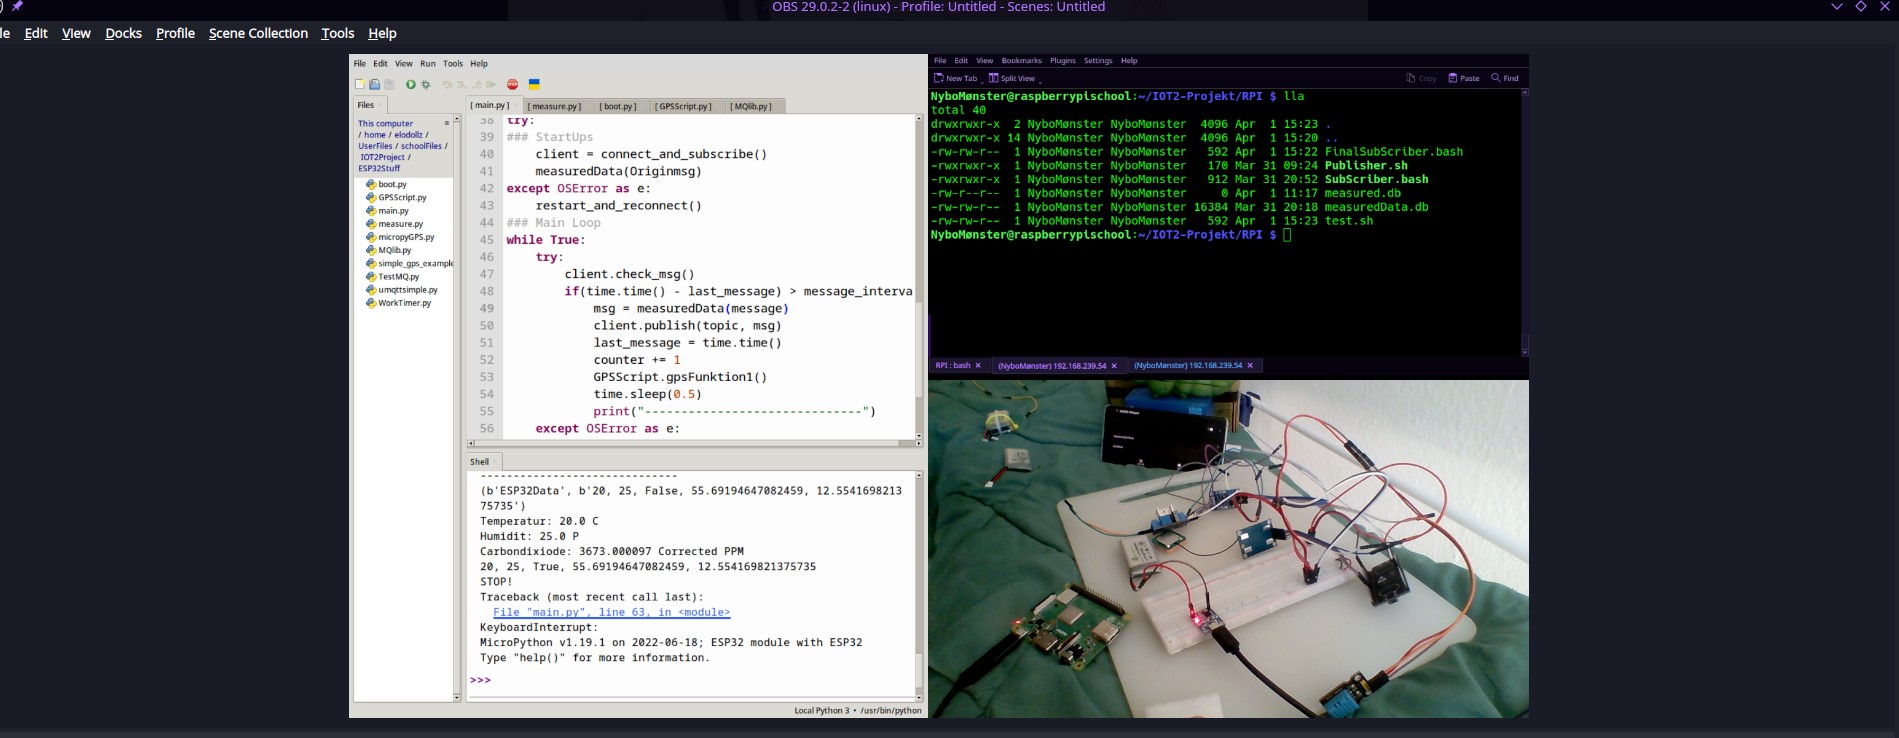 OBS 29.0.2-2 (linux) - Profile: Untitled - Scenes: Untitled
le Edit View Docks Profile Scene Collection Tools Help
File Edit View Run Tools Help
Files
This computer
/ home / elodollz /
UserFiles / schoolFiles /
IOT2Project /
ESP32Stuff
boot.py
GPSScript.py
main.py
measure.py
micropyGPS.py
MQlib.py
simple_gps_example
TestMQ.py
umqttsimple.py
WorkTimer.py
[ main.py ] [ measure.py ] [ boot.py ] [ GPSScript.py ] [ MQlib.py ]
38 try:
39 ### StartUps
40     client = connect_and_subscribe()
41     measuredData(Originmsg)
42 except OSError as e:
43     restart_and_reconnect()
44 ### Main Loop
45 while True:
46     try:
47         client.check_msg()
48         if(time.time() - last_message) > message_interva
49             msg = measuredData(message)
50             client.publish(topic, msg)
51             last_message = time.time()
52             counter += 1
53             GPSScript.gpsFunktion1()
54             time.sleep(0.5)
55             print("------------------------------")
56     except OSError as e:
Shell
------------------------------
(b'ESP32Data', b'20, 25, False, 55.69194647082459, 12.5541698213
75735')
Temperatur: 20.0 C
Humidit: 25.0 P
Carbondixiode: 3673.000097 Corrected PPM
20, 25, True, 55.69194647082459, 12.554169821375735
STOP!
Traceback (most recent call last):
File "main.py", line 63, in <module>
KeyboardInterrupt:
MicroPython v1.19.1 on 2022-06-18; ESP32 module with ESP32
Type "help()" for more information.
>>>
Local Python 3 • /usr/bin/python
File Edit View Bookmarks Plugins Settings Help
New Tab Split View Copy Paste Find
NyboMønster@raspberrypischool:~/IOT2-Projekt/RPI $ lla
total 40
drwxrwxr-x 2 NyboMønster NyboMønster 4096 Apr 1 15:23 .
drwxrwxr-x 14 NyboMønster NyboMønster 4096 Apr 1 15:20 ..
-rw-rw-r-- 1 NyboMønster NyboMønster 592 Apr 1 15:22 FinalSubScriber.bash
-rwxrwxr-x 1 NyboMønster NyboMønster 170 Mar 31 09:24 Publisher.sh
-rwxrwxr-x 1 NyboMønster NyboMønster 912 Mar 31 20:52 SubScriber.bash
-rw-rw-r-- 1 NyboMønster NyboMønster 0 Apr 1 11:17 measured.db
-rw-rw-r-- 1 NyboMønster NyboMønster 16384 Mar 31 20:18 measuredData.db
-rw-rw-r-- 1 NyboMønster NyboMønster 592 Apr 1 15:23 test.sh
NyboMønster@raspberrypischool:~/IOT2-Projekt/RPI $
RPI : bash (NyboMønster) 192.168.239.54 (NyboMønster) 192.168.239.54